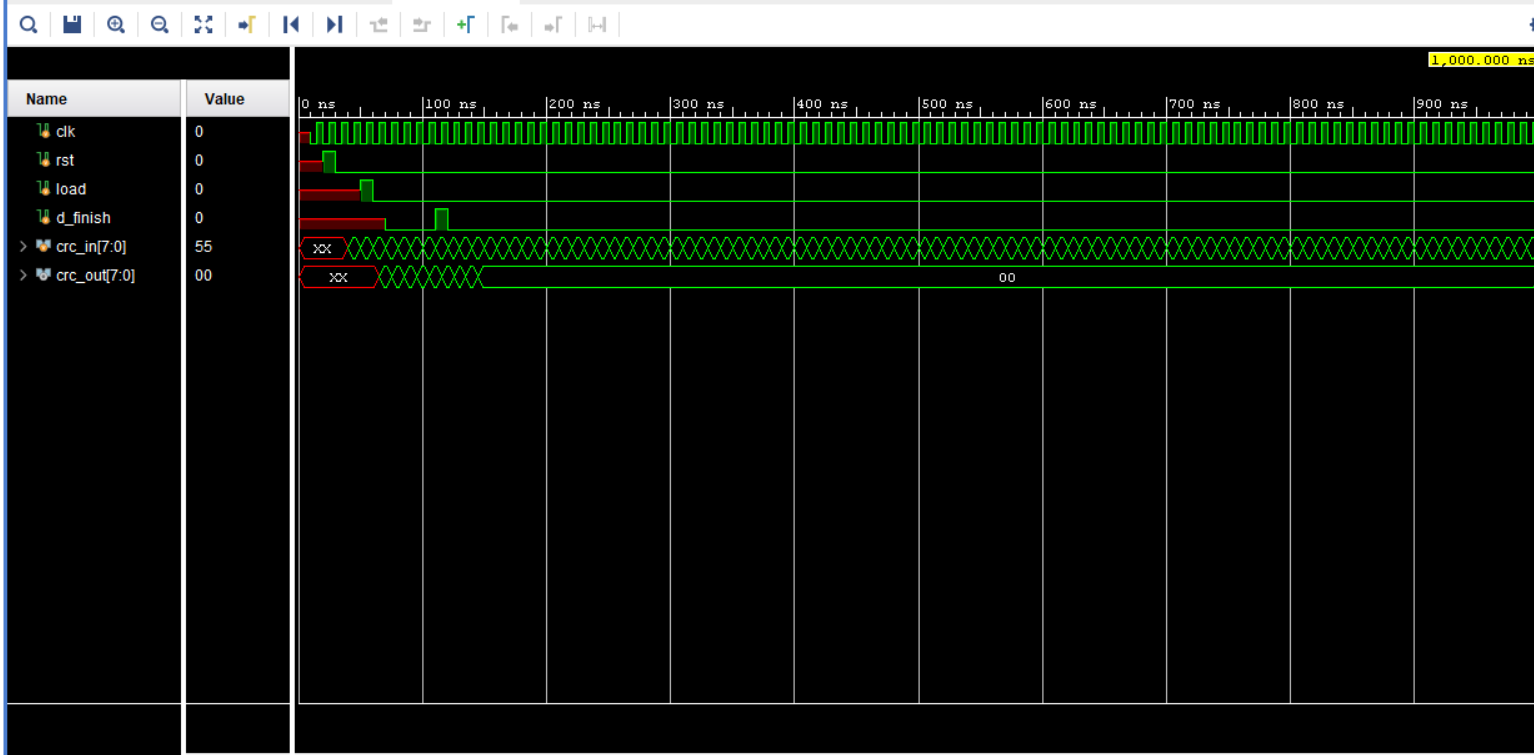 1,000.000 ns
Name Value
0 ns 100 ns 200 ns 300 ns 400 ns 500 ns 600 ns 700 ns 800 ns 900 ns
clk 0
rst 0
load 0
d_finish 0
crc_in[7:0] 55 XX
crc_out[7:0] 00 XX 00